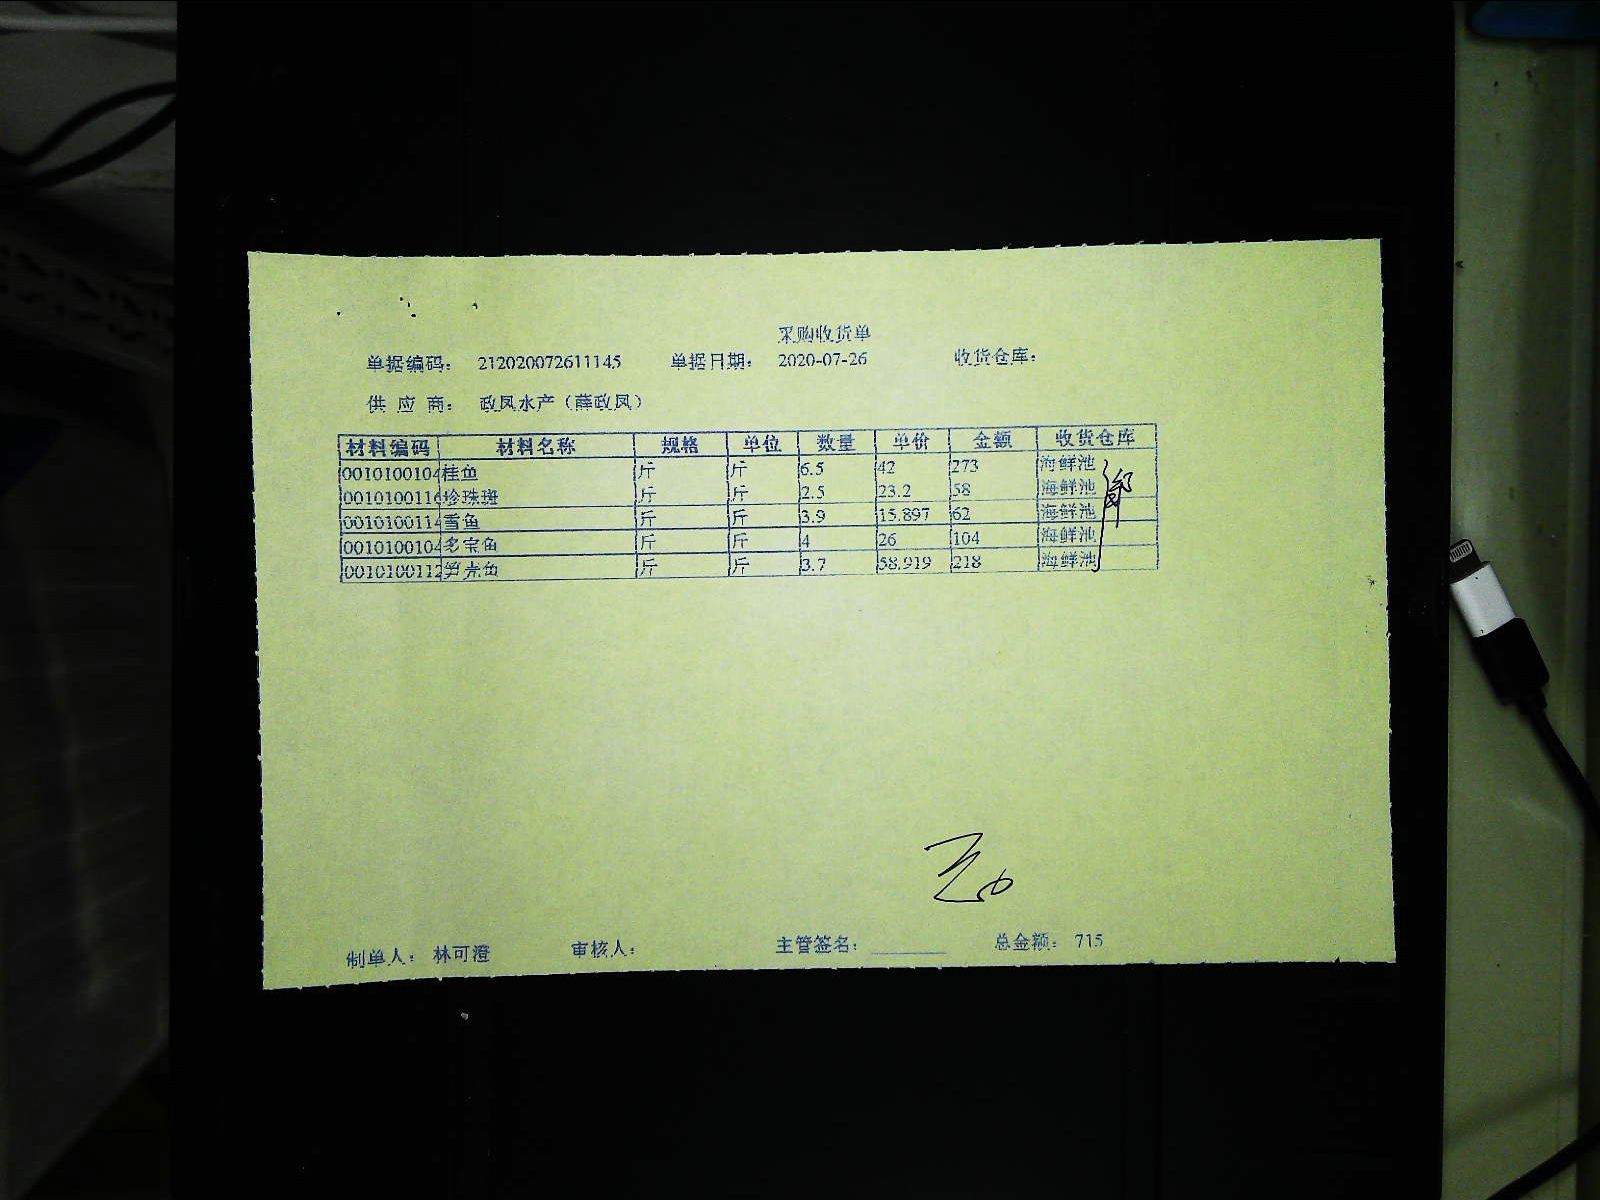 采购收货单
单据编码： 212020072611145 单据日期： 2020-07-26 收货仓库：
供 应 商： 政凤水产（薛政凤）
材料编码 材料名称 规格 单位 数量 单价 金额 收货仓库
0010100104 桂鱼 斤 斤 6.5 42 273 海鲜池
0010100116 珍珠斑 斤 斤 2.5 23.2 58 海鲜池
0010100114 雪鱼 斤 斤 3.9 15.897 62 海鲜池
0010100104 多宝鱼 斤 斤 4 26 104 海鲜池
0010100112 笋壳鱼 斤 斤 3.7 58.919 218 海鲜池
制单人： 林可澄 审核人： 主管签名： 总金额： 715